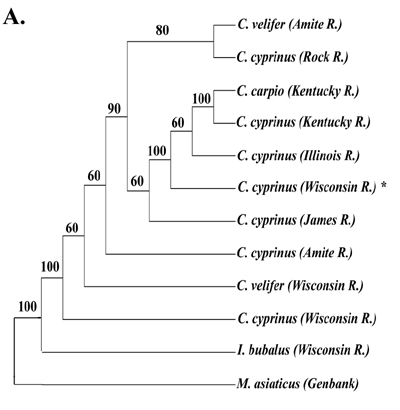 A.
80
C. velifer (Amite R.)
C. cyprinus (Rock R.)
100
C. carpio (Kentucky R.)
90
60
C. cyprinus (Kentucky R.)
100
C. cyprinus (Illinois R.)
60
60
C. cyprinus (Wisconsin R.) *
C. cyprinus (James R.)
60
C. cyprinus (Amite R.)
100
C. velifer (Wisconsin R.)
100
C. cyprinus (Wisconsin R.)
I. bubalus (Wisconsin R.)
M. asiaticus (Genbank)